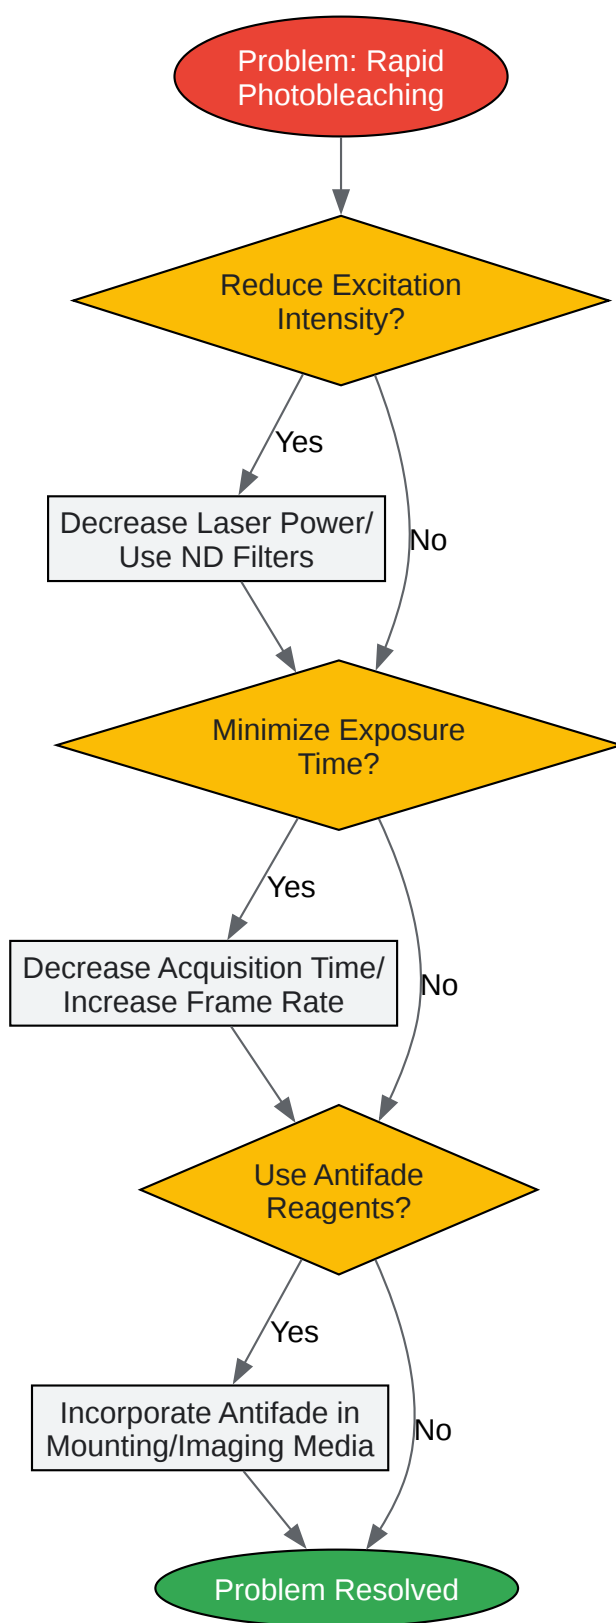 Problem: Rapid
Photobleaching
Reduce Excitation
Intensity?
Yes
Decrease Laser Power/
Use ND Filters
No
Minimize Exposure
Time?
Yes
Decrease Acquisition Time/
Increase Frame Rate
No
Use Antifade
Reagents?
Yes
Incorporate Antifade in
Mounting/Imaging Media
No
Problem Resolved